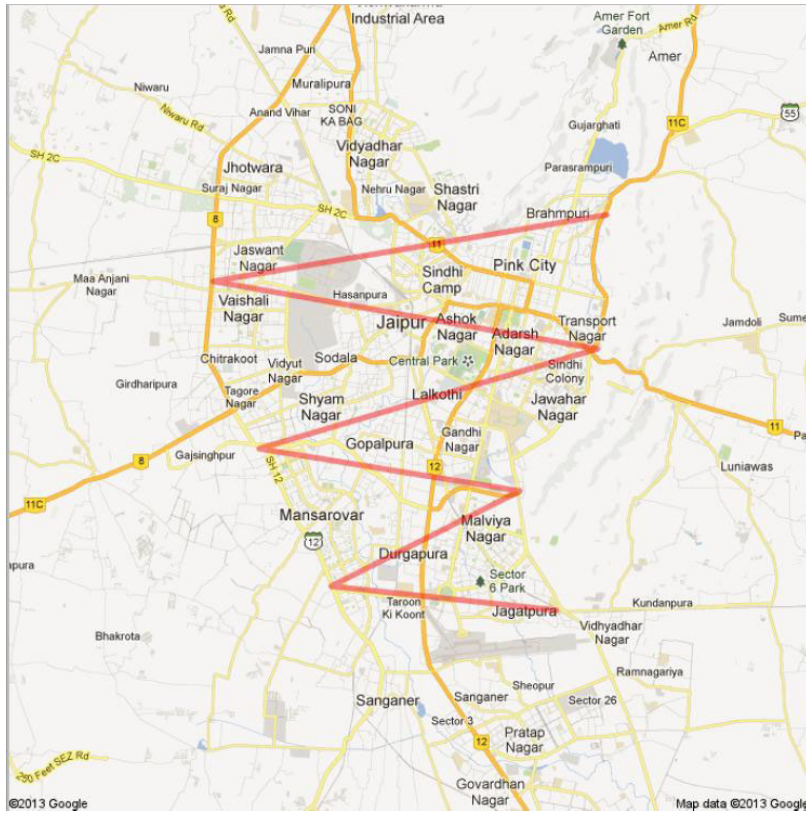 Industrial Area
Amer Fort
Garden
Amer Rd
Amer
Jamna Puri
Niwaru
Muralipura
Niwaru Rd
Anand Vihar
SONI
KA BAG
11C
55
Gujarghati
SH 2C
Vidyadhar
Nagar
Jhotwara
Parasrampuri
Suraj Nagar
Nehru Nagar
Shastri
Nagar
SH 2C
8
Brahmpuri
11
Jaswant
Nagar
Pink City
Maa Anjani
Nagar
Sindhi
Camp
Vaishali
Nagar
Hasanpura
Jaipur
Ashok
Nagar
Adarsh
Nagar
Transport
Nagar
Jamdoli
Sume
Chitrakoot
Sodala
Central Park
Vidyut
Nagar
Sindhi
Colony
Girdharipura
Tagore
Nagar
Shyam
Nagar
Lalkothi
Jawahar
Nagar
11
Pa
Gopalpura
Gandhi
Nagar
Gajsinghpur
8
SH 12
12
Luniawas
11C
Mansarovar
12
Malviya
Nagar
Durgapura
apura
Sector
6 Park
Taroon
Ki Koont
Jagatpura
Kundanpura
Bhakrota
Vidhyadhar
Nagar
Ramnagariya
Sheopur
Sanganer
Sanganer
Sector 26
Sector 3
12
Pratap
Nagar
250 Feet SEZ Rd
Govardhan
Nagar
©2013 Google
Map data ©2013 Google